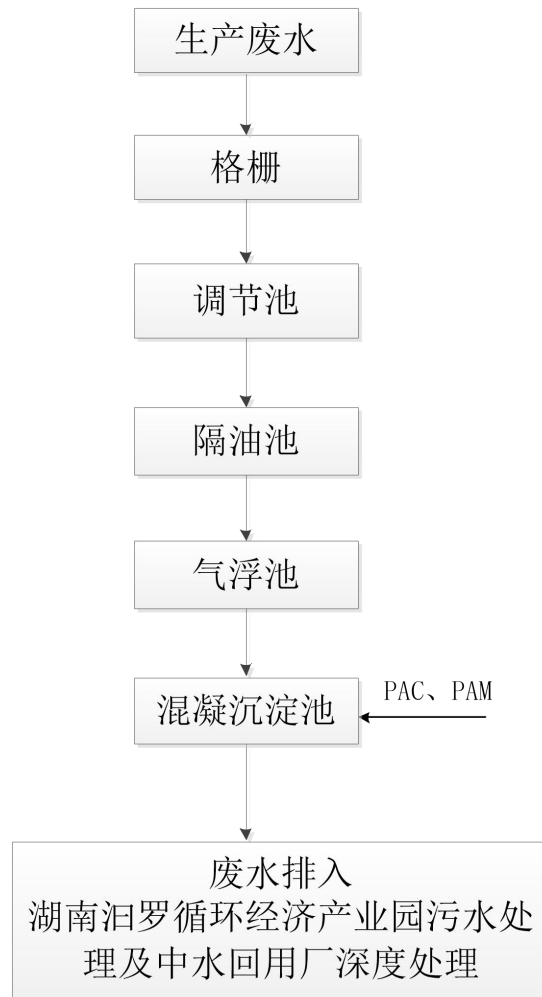 生产废水
格栅
调节池
隔油池
气浮池
PAC、PAM
混凝沉淀池
废水排入
湖南汨罗循环经济产业园污水处
理及中水回用厂深度处理